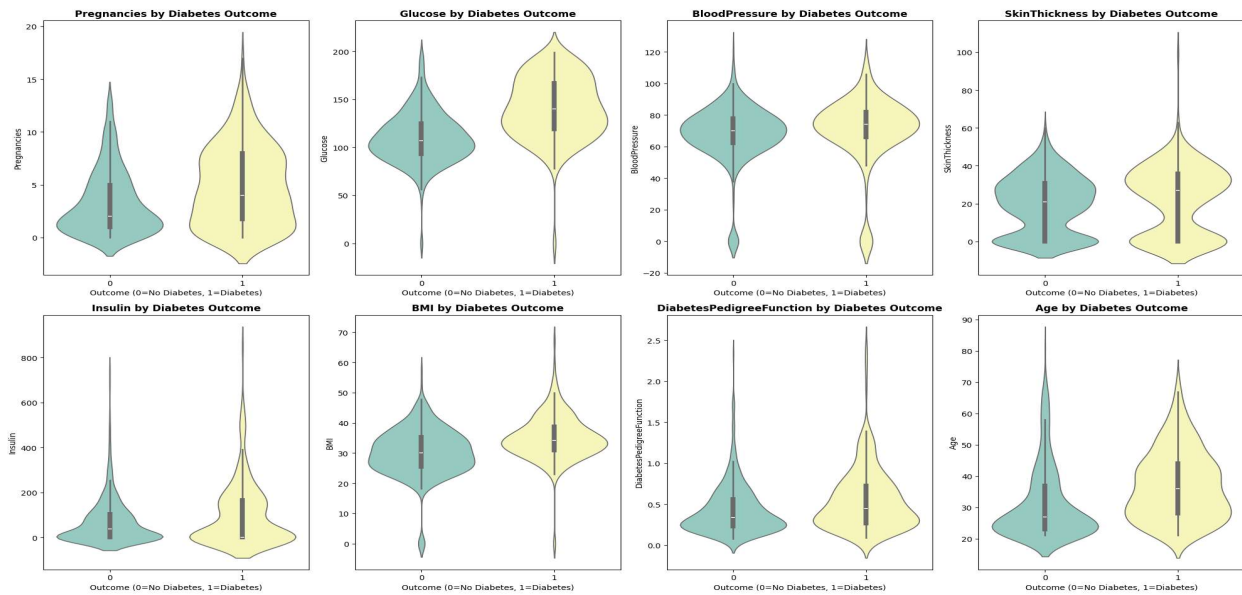 Pregnancies by Diabetes Outcome
20
15
10
5
0
Pregnancies
0 1
Outcome (0=No Diabetes, 1=Diabetes)
Glucose by Diabetes Outcome
200
150
100
50
0
Glucose
0 1
Outcome (0=No Diabetes, 1=Diabetes)
BloodPressure by Diabetes Outcome
120
100
80
60
40
20
0
−20
BloodPressure
0 1
Outcome (0=No Diabetes, 1=Diabetes)
SkinThickness by Diabetes Outcome
100
80
60
40
20
0
SkinThickness
0 1
Outcome (0=No Diabetes, 1=Diabetes)
Insulin by Diabetes Outcome
800
600
400
200
0
Insulin
0 1
Outcome (0=No Diabetes, 1=Diabetes)
BMI by Diabetes Outcome
70
60
50
40
30
20
10
0
BMI
0 1
Outcome (0=No Diabetes, 1=Diabetes)
DiabetesPedigreeFunction by Diabetes Outcome
2.5
2.0
1.5
1.0
0.5
0.0
DiabetesPedigreeFunction
0 1
Outcome (0=No Diabetes, 1=Diabetes)
Age by Diabetes Outcome
90
80
70
60
50
40
30
20
Age
0 1
Outcome (0=No Diabetes, 1=Diabetes)